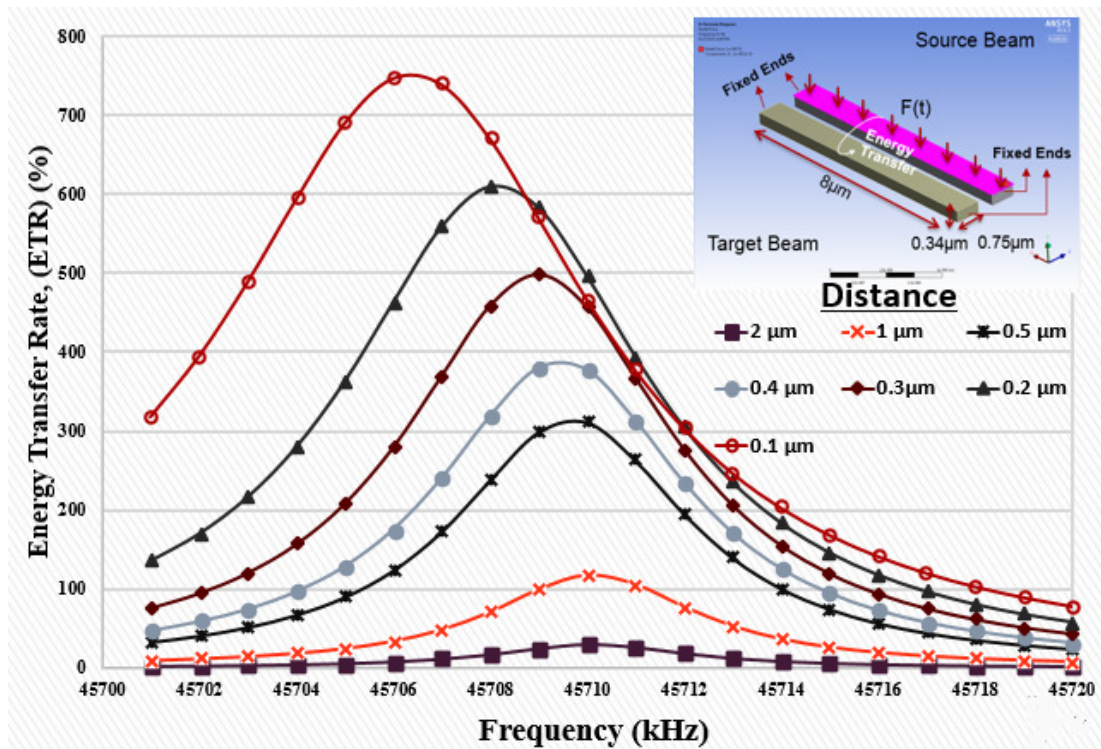 Energy Transfer Rate, (ETR) (%)
800
700
600
500
400
300
200
100
0
45700 45702 45704 45706 45708 45710 45712 45714 45716 45718 45720
Frequency (kHz)
ANSYS
Source Beam
Fixed Ends
F(t)
Energy
Transfer
Fixed Ends
8µm
Target Beam
0.34µm 0.75µm
Distance
2 µm 1 µm 0.5 µm
0.4 µm 0.3µm 0.2 µm
0.1 µm